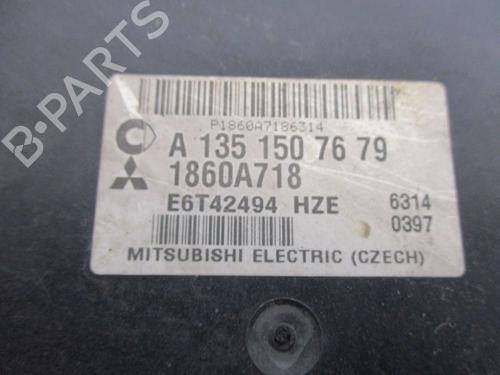 P1860A7186314
A 135 150 76 79
1860A718
E6T42494 HZE 6314
0397
MITSUBISHI ELECTRIC (CZECH)
B-PARTS